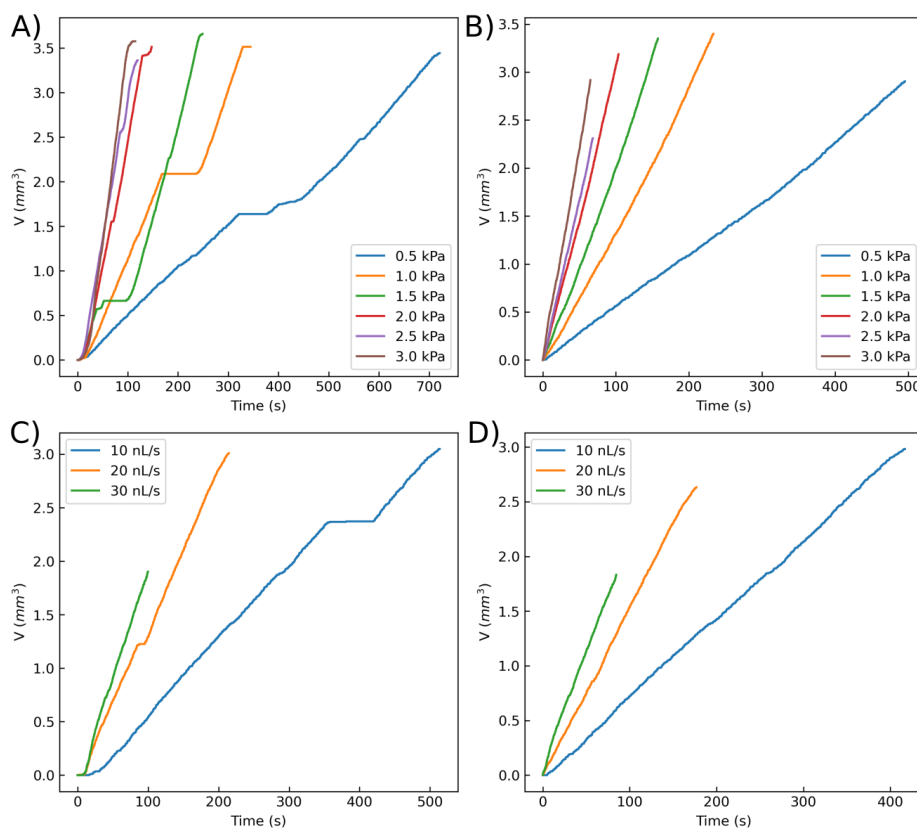 A)
V (mm³)
3.5
3.0
2.5
2.0
1.5
1.0
0.5
0.0
0.5 kPa
1.0 kPa
1.5 kPa
2.0 kPa
2.5 kPa
3.0 kPa
0 100 200 300 400 500 600 700
Time (s)
B)
V (mm³)
3.5
3.0
2.5
2.0
1.5
1.0
0.5
0.0
0.5 kPa
1.0 kPa
1.5 kPa
2.0 kPa
2.5 kPa
3.0 kPa
0 100 200 300 400 500
Time (s)
C)
V (mm³)
3.0
2.5
2.0
1.5
1.0
0.5
0.0
10 nL/s
20 nL/s
30 nL/s
0 100 200 300 400 500
Time (s)
D)
V (mm³)
3.0
2.5
2.0
1.5
1.0
0.5
0.0
10 nL/s
20 nL/s
30 nL/s
0 100 200 300 400
Time (s)